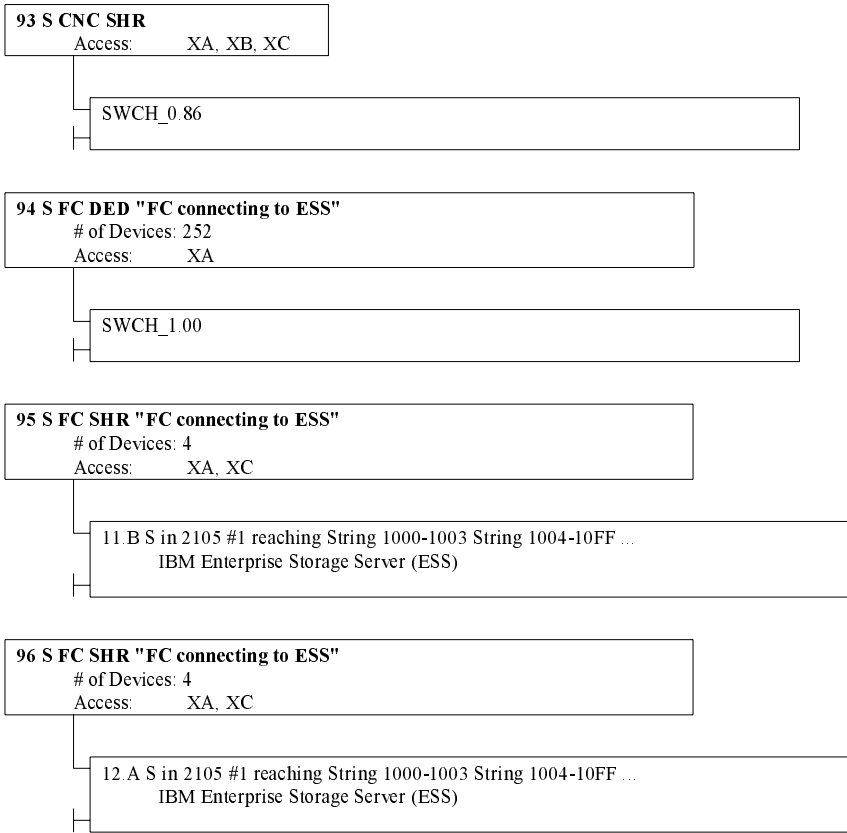 93 S CNC SHR
Access: XA, XB, XC
SWCH_0.86
94 S FC DED "FC connecting to ESS"
# of Devices: 252
Access: XA
SWCH_1.00
95 S FC SHR "FC connecting to ESS"
# of Devices: 4
Access: XA, XC
11.B S in 2105 #1 reaching String 1000-1003 String 1004-10FF ...
IBM Enterprise Storage Server (ESS)
96 S FC SHR "FC connecting to ESS"
# of Devices: 4
Access: XA, XC
12.A S in 2105 #1 reaching String 1000-1003 String 1004-10FF ...
IBM Enterprise Storage Server (ESS)